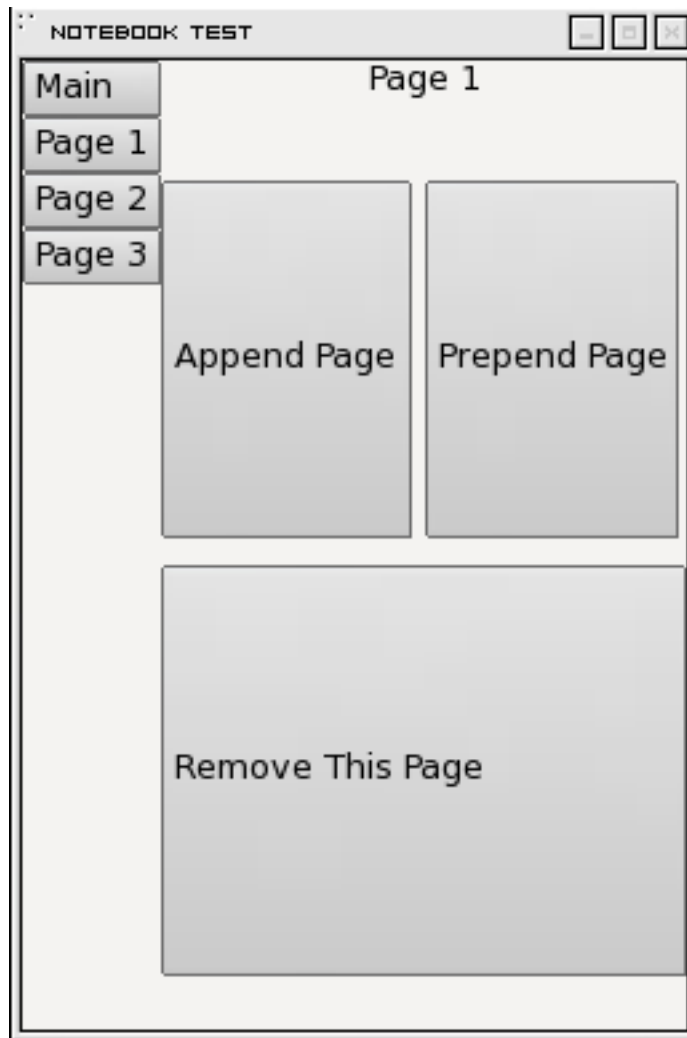 NOTEBOOK TEST
Main
Page 1
Page 2
Page 3
Page 1
Append Page
Prepend Page
Remove This Page